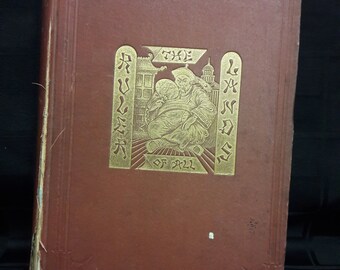 THE
RULER
OF ALL
LANDS